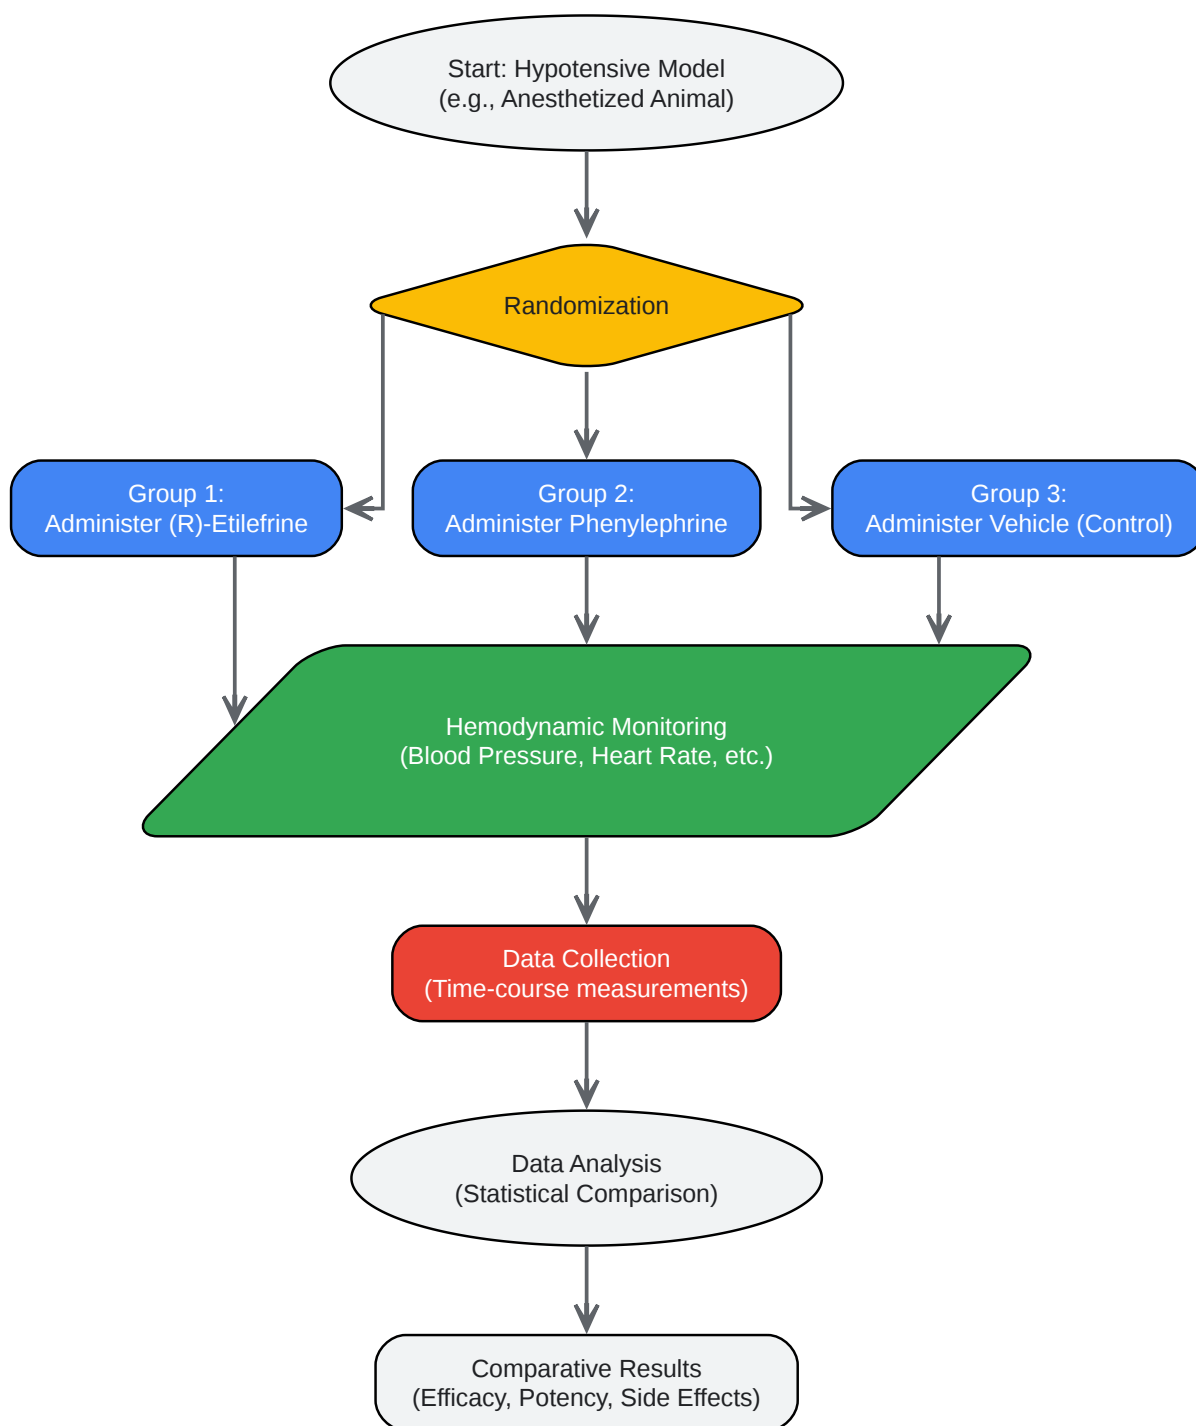 Start: Hypotensive Model
(e.g., Anesthetized Animal)
Randomization
Group 1:
Administer (R)-Etilefrine
Group 2:
Administer Phenylephrine
Group 3:
Administer Vehicle (Control)
Hemodynamic Monitoring
(Blood Pressure, Heart Rate, etc.)
Data Collection
(Time-course measurements)
Data Analysis
(Statistical Comparison)
Comparative Results
(Efficacy, Potency, Side Effects)